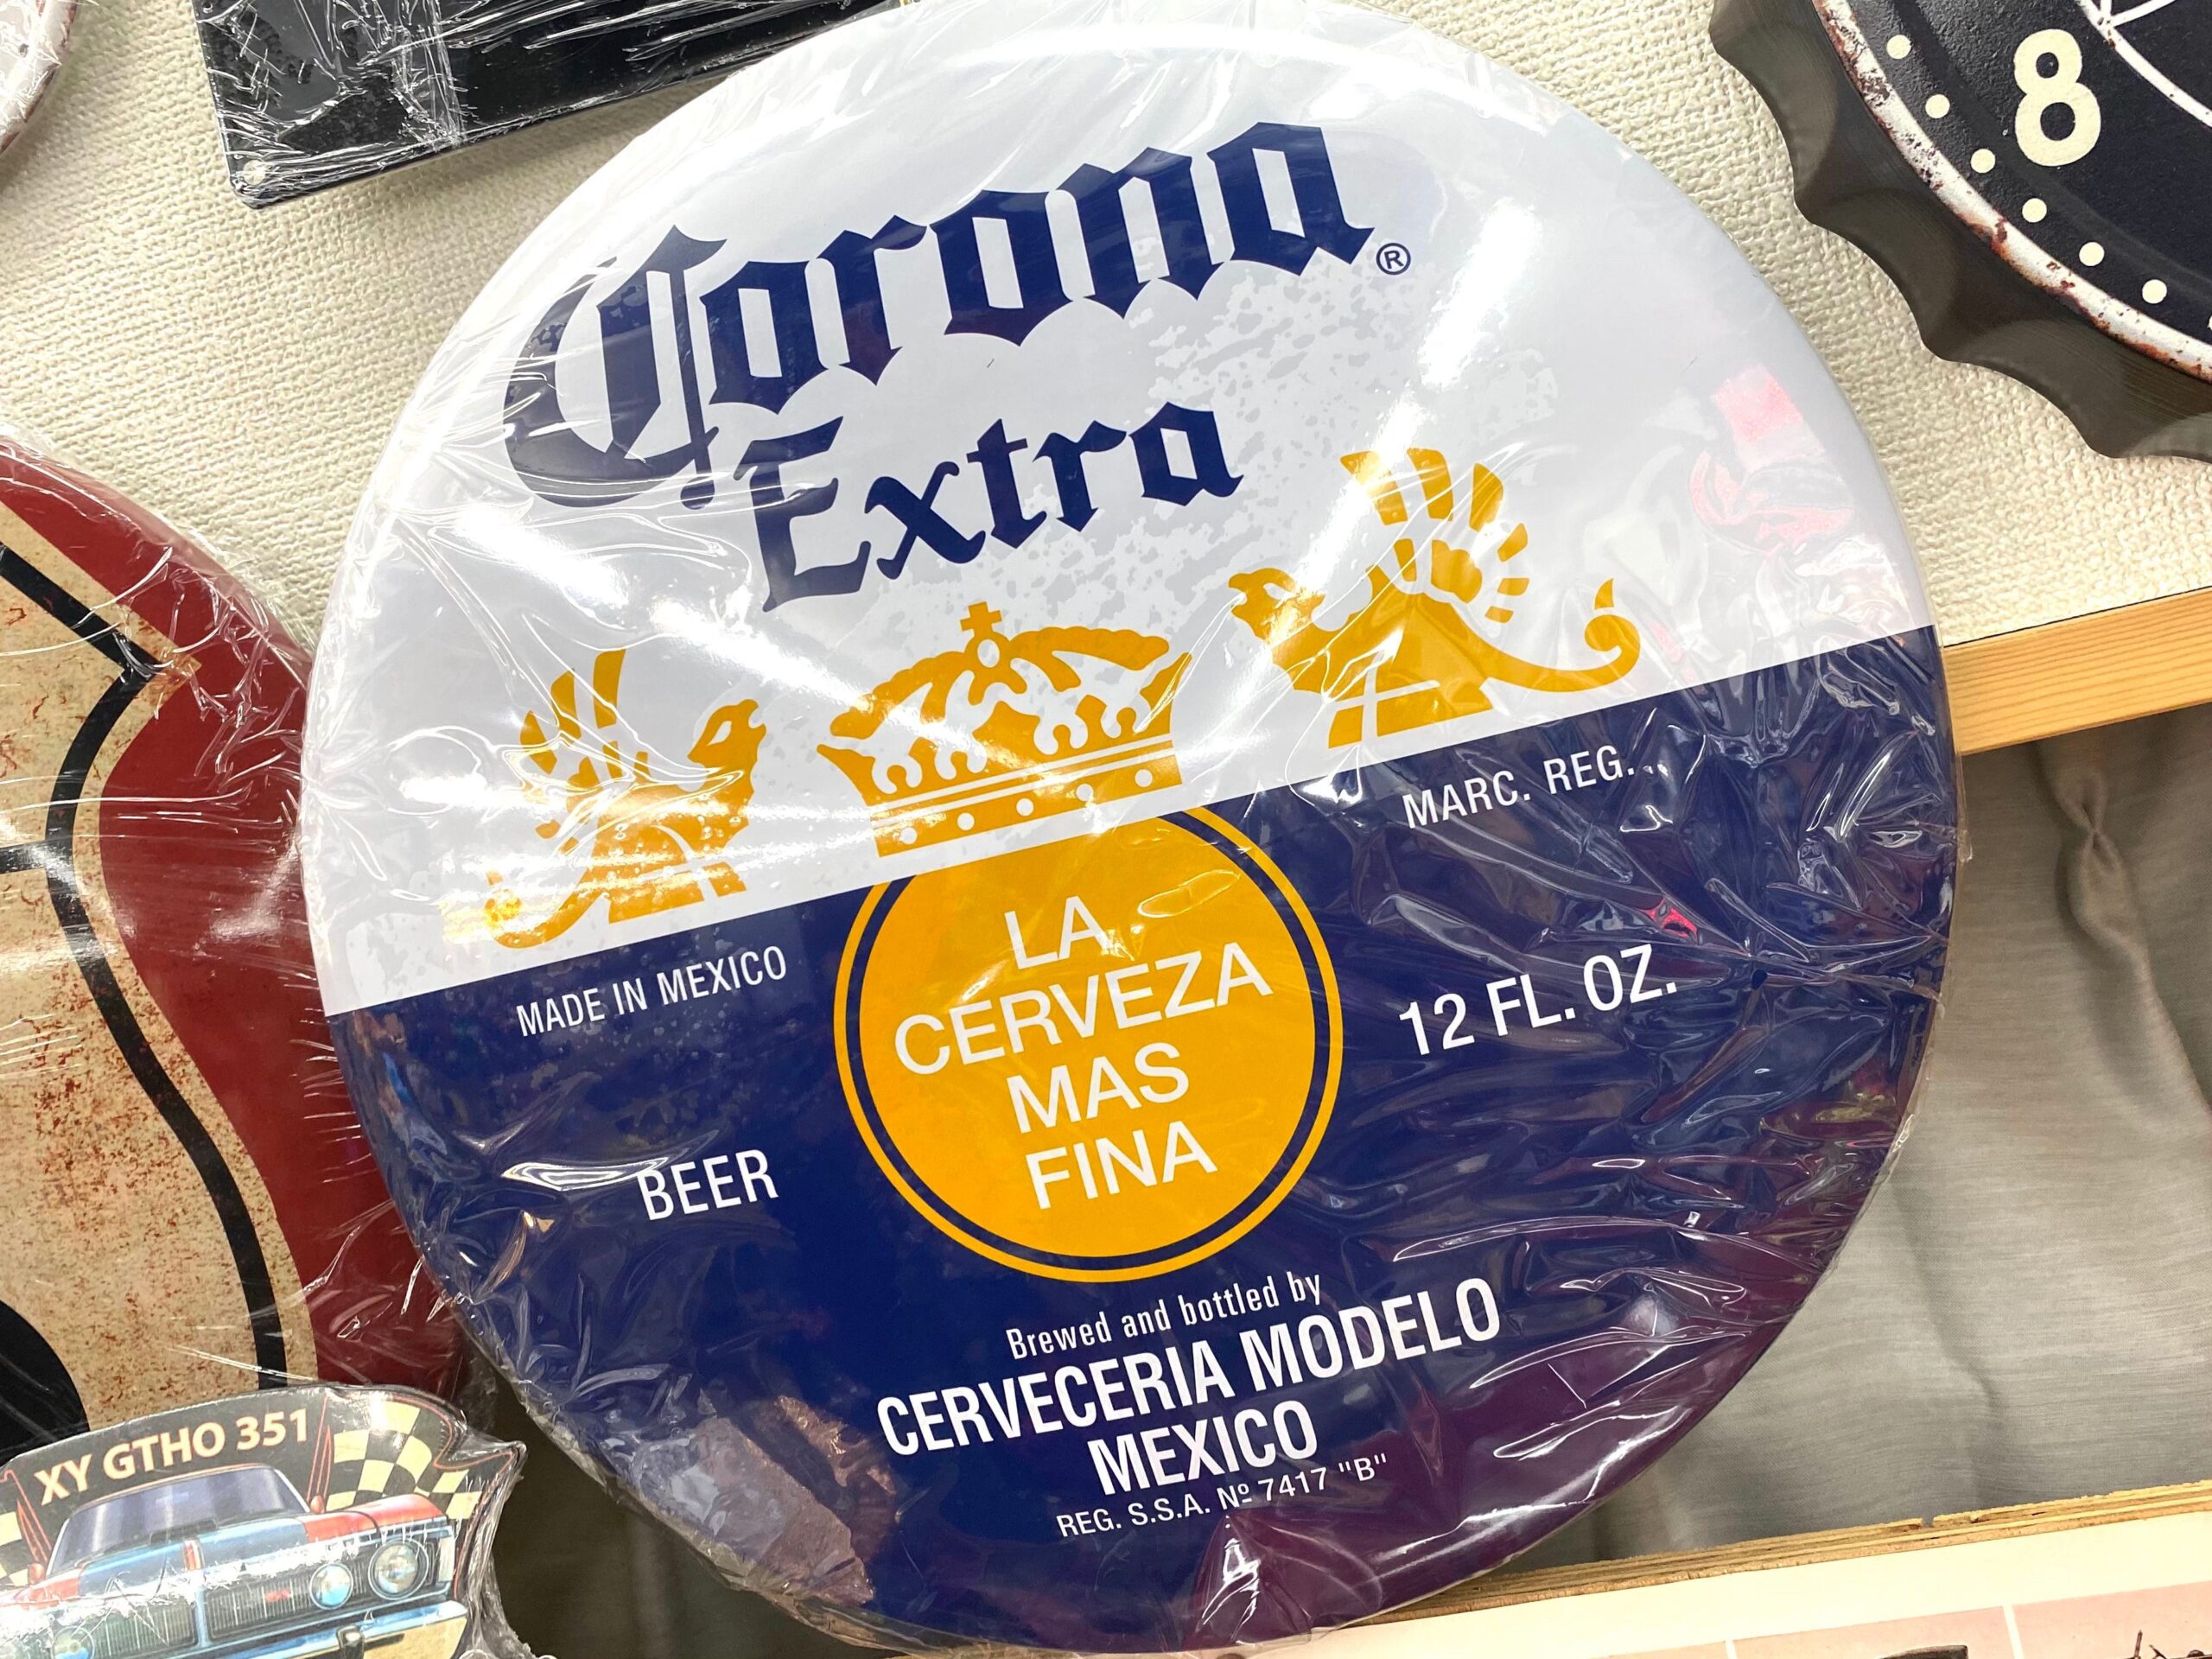 Corona®
Extra
MARC. REG.
MADE IN MEXICO
LA
CERVEZA
MAS
FINA
12 FL. OZ.
BEER
Brewed and bottled by
CERVECERIA MODELO
MEXICO
REG. S.S.A. Nº 7417 "B"
XY GTHO 351
8